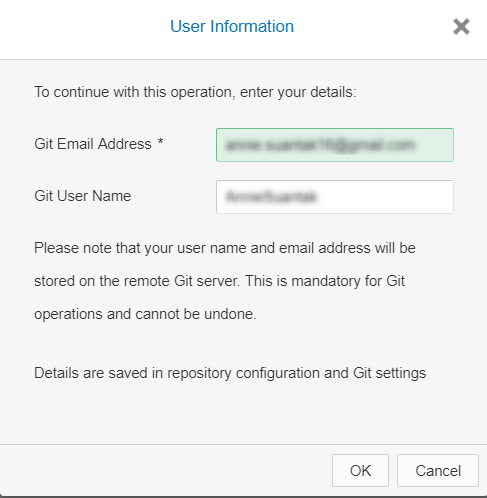 User Information
To continue with this operation, enter your details:
Git Email Address *
Git User Name
Please note that your user name and email address will be
stored on the remote Git server. This is mandatory for Git
operations and cannot be undone.
Details are saved in repository configuration and Git settings
OK Cancel